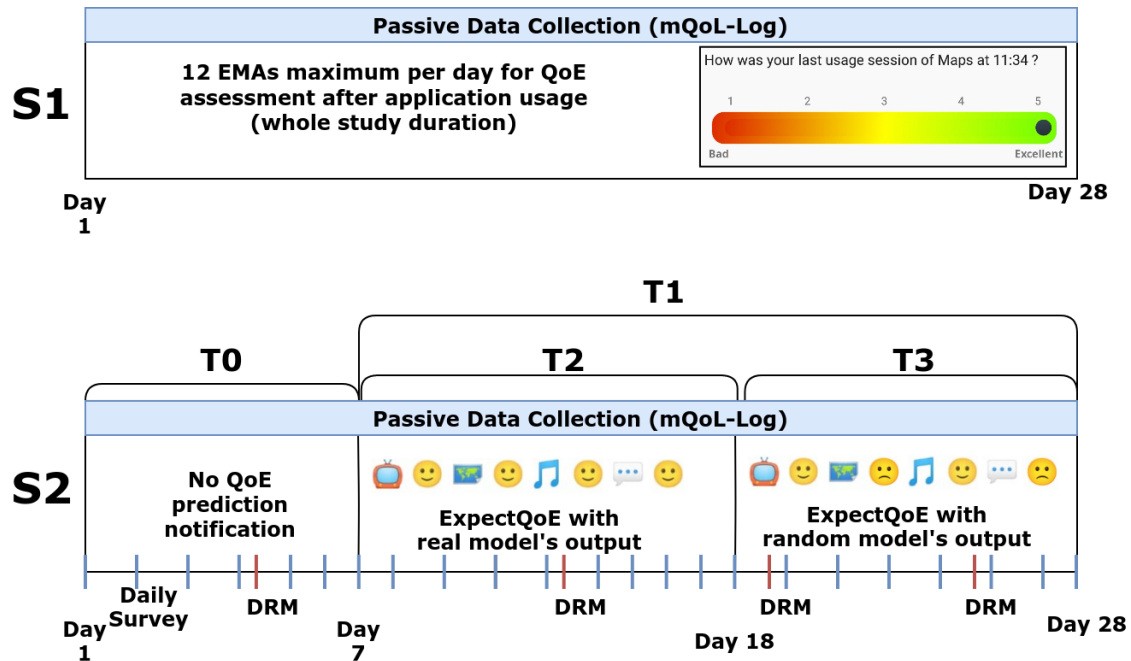 Passive Data Collection (mQoL-Log)
S1
12 EMAs maximum per day for QoE
assessment after application usage
(whole study duration)
How was your last usage session of Maps at 11:34 ?
1 2 3 4 5
Bad Excellent
Day
1
Day 28
T1
T0 T2 T3
Passive Data Collection (mQoL-Log)
S2
No QoE
prediction
notification
ExpectQoE with
real model's output
ExpectQoE with
random model's output
Daily
Survey
DRM DRM DRM DRM
Day
1
Day
7
Day 18
Day 28